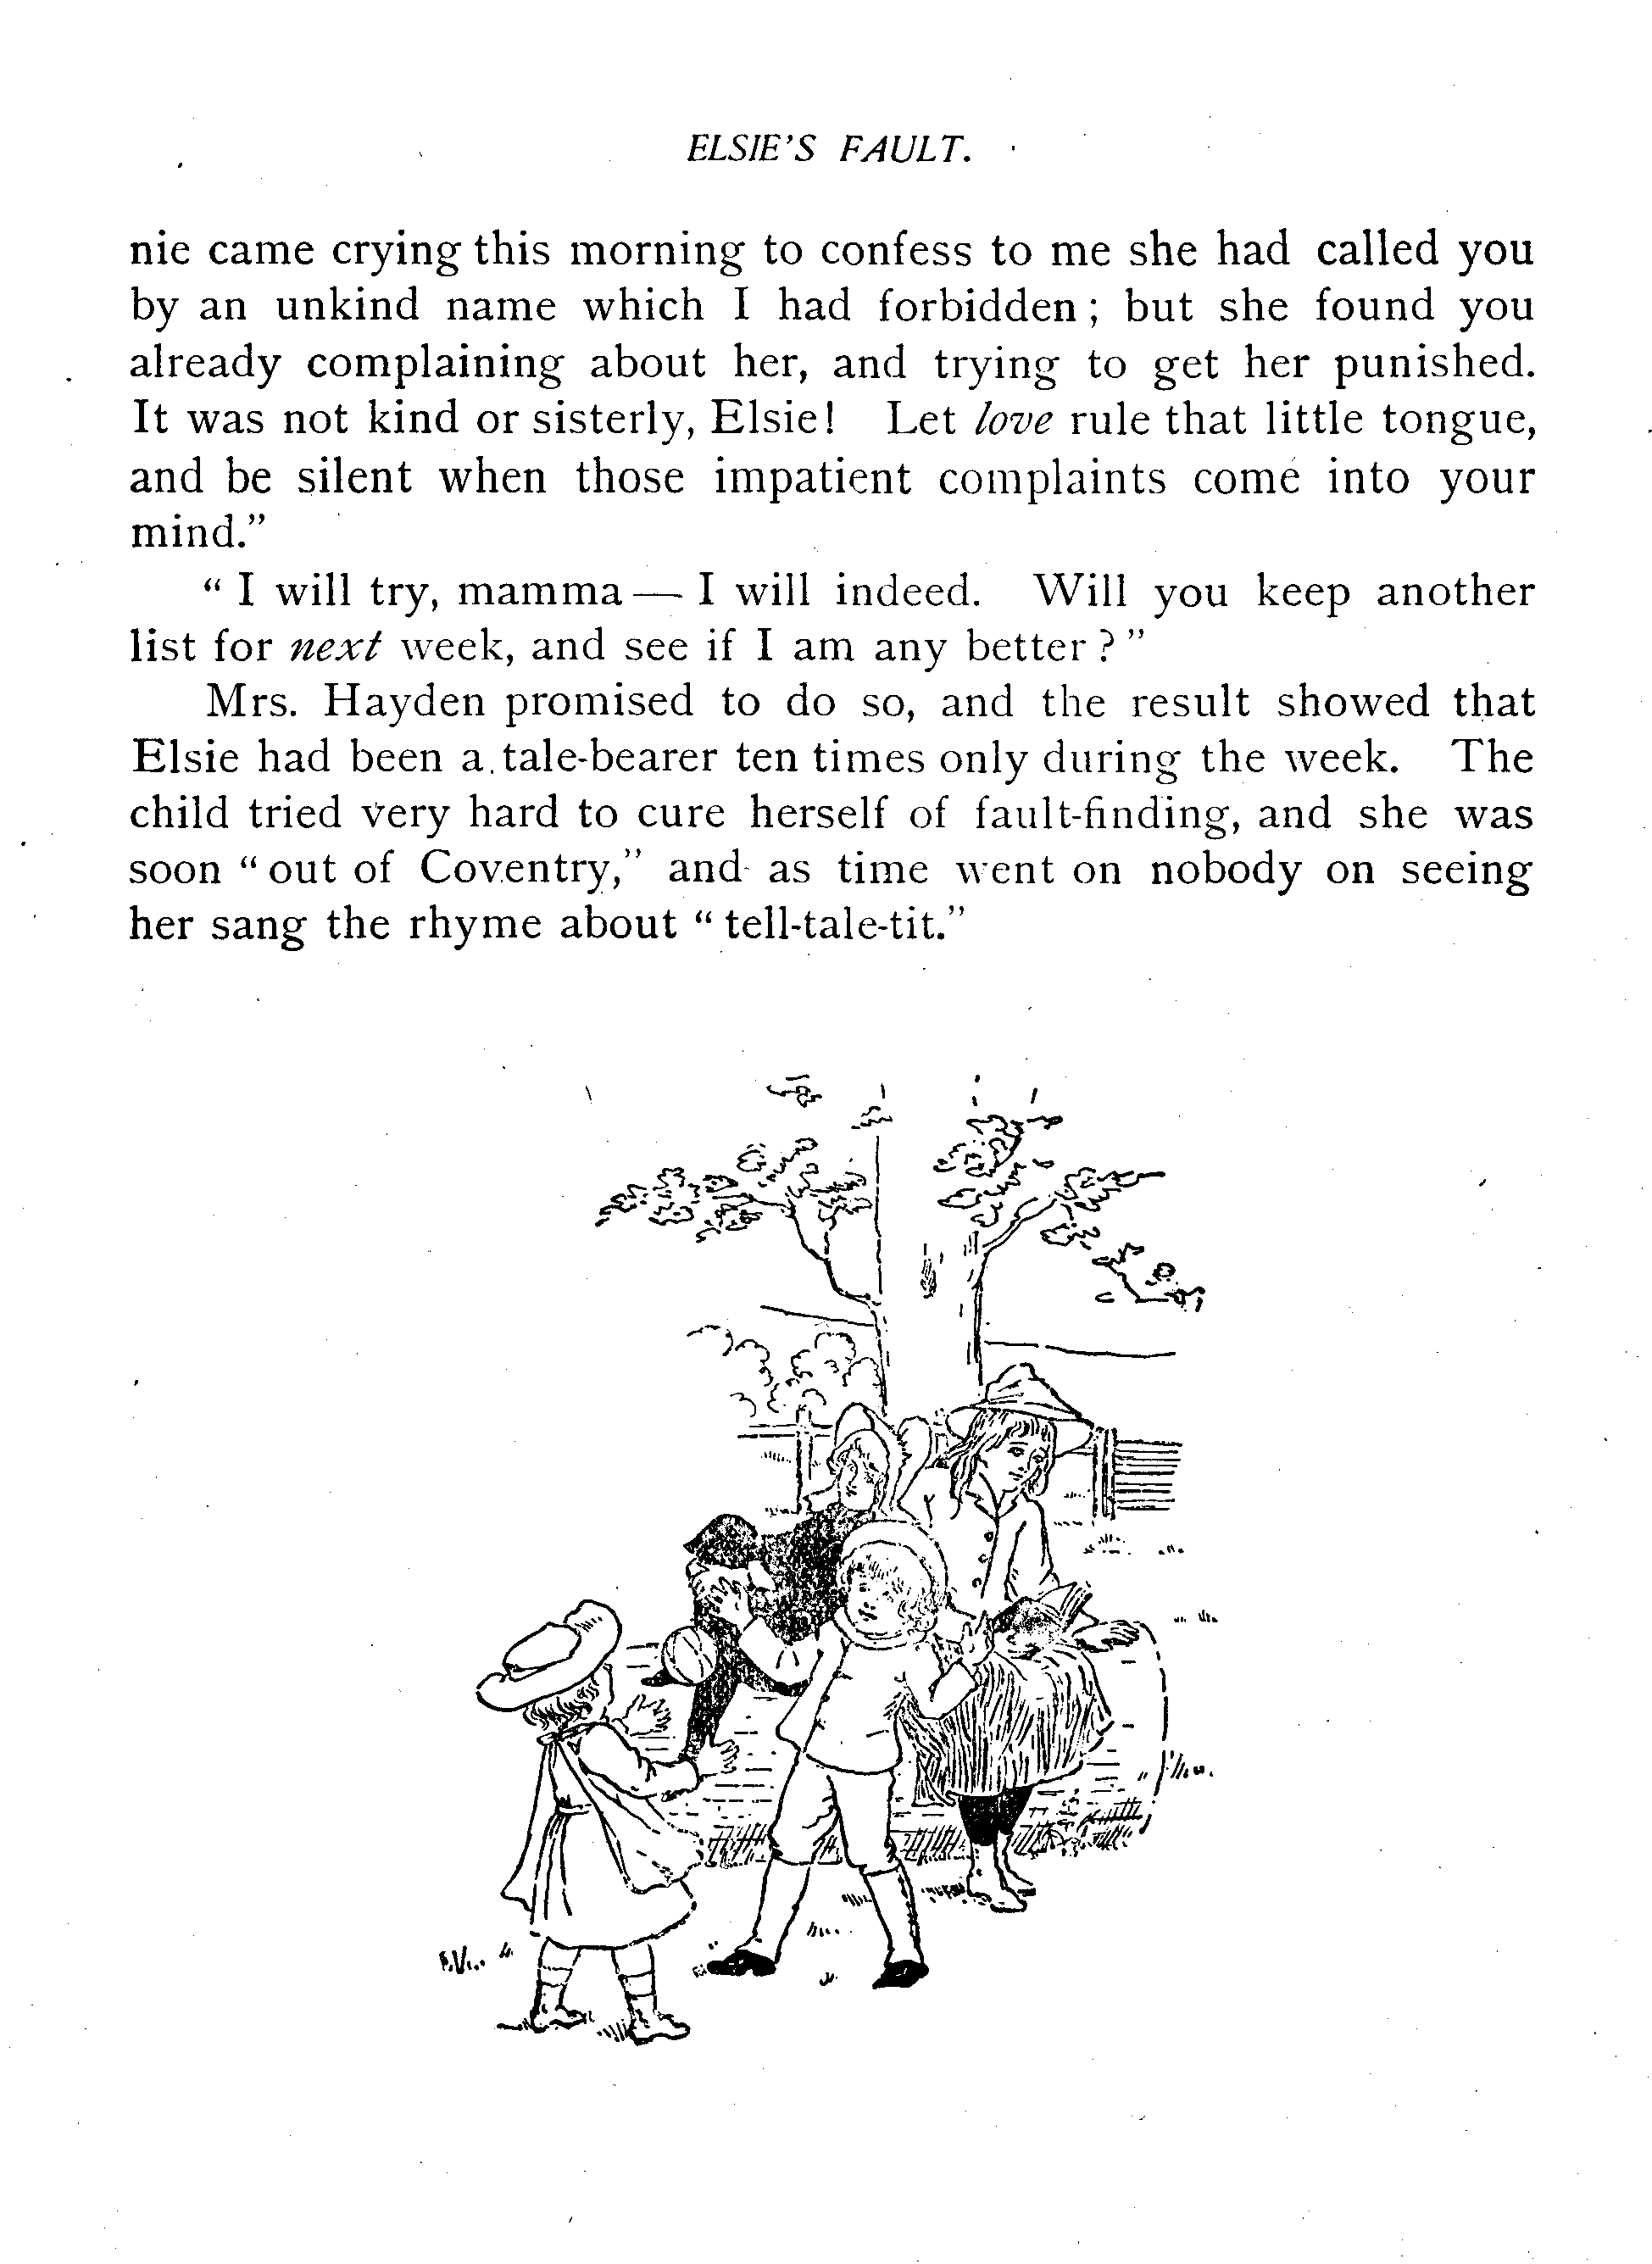 ELSIE'S FAULT.
nie came crying this morning to confess to me she had called you
by an unkind name which I had forbidden; but she found you
already complaining about her, and trying to get her punished.
It was not kind or sisterly, Elsie! Let love rule that little tongue,
and be silent when those impatient complaints come into your
mind."
"I will try, mamma — I will indeed. Will you keep another
list for next week, and see if I am any better?"
Mrs. Hayden promised to do so, and the result showed that
Elsie had been a tale-bearer ten times only during the week. The
child tried very hard to cure herself of fault-finding, and she was
soon "out of Coventry," and as time went on nobody on seeing
her sang the rhyme about "tell-tale-tit."